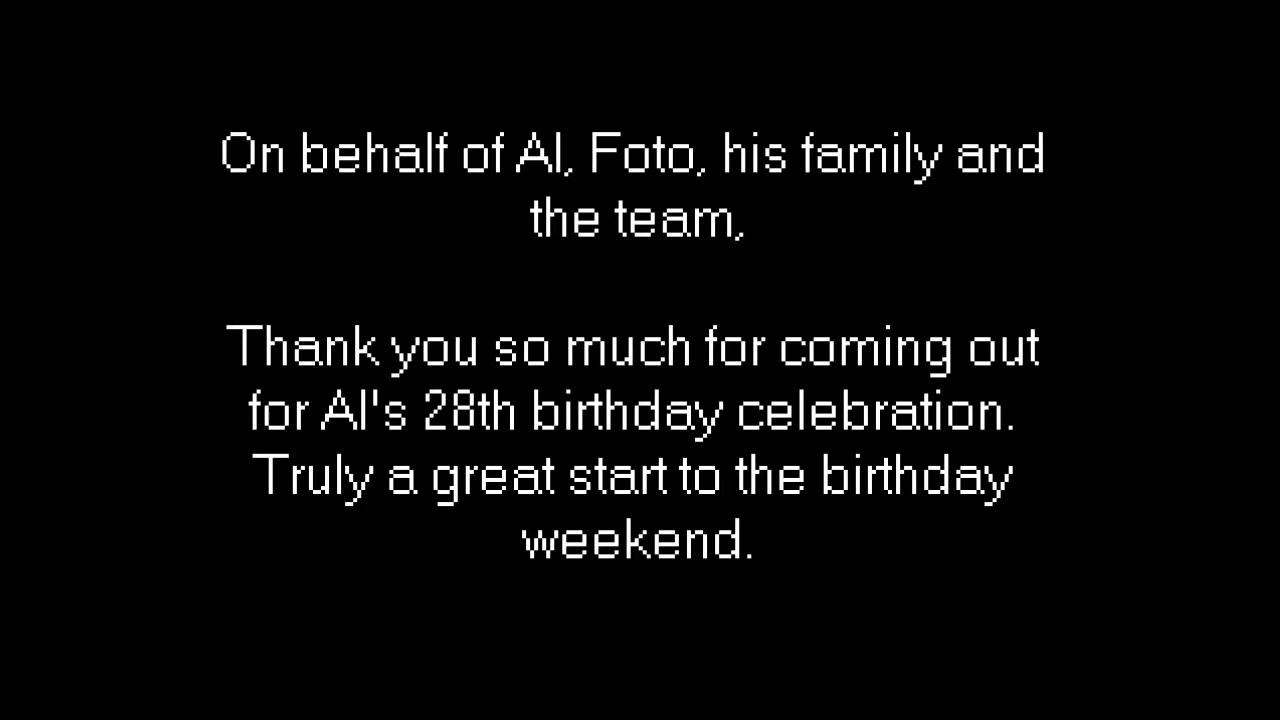 On behalf of Al, Foto, his family and
the team,
Thank you so much for coming out
for Al's 28th birthday celebration.
Truly a great start to the birthday
weekend.